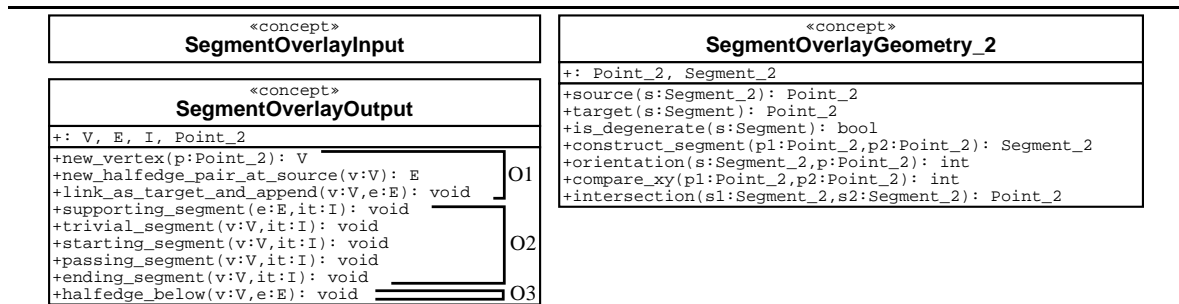 «concept»
SegmentOverlayInput
«concept»
SegmentOverlayOutput
+: V, E, I, Point_2
+new_vertex(p:Point_2): V
+new_halfedge_pair_at_source(v:V): E
+link_as_target_and_append(v:V,e:E): void
O1
+supporting_segment(e:E,it:I): void
+trivial_segment(v:V,it:I): void
+starting_segment(v:V,it:I): void
+passing_segment(v:V,it:I): void
+ending_segment(v:V,it:I): void
O2
+halfedge_below(v:V,e:E): void
O3
«concept»
SegmentOverlayGeometry_2
+: Point_2, Segment_2
+source(s:Segment_2): Point_2
+target(s:Segment): Point_2
+is_degenerate(s:Segment): bool
+construct_segment(p1:Point_2,p2:Point_2): Segment_2
+orientation(s:Segment_2,p:Point_2): int
+compare_xy(p1:Point_2,p2:Point_2): int
+intersection(s1:Segment_2,s2:Segment_2): Point_2